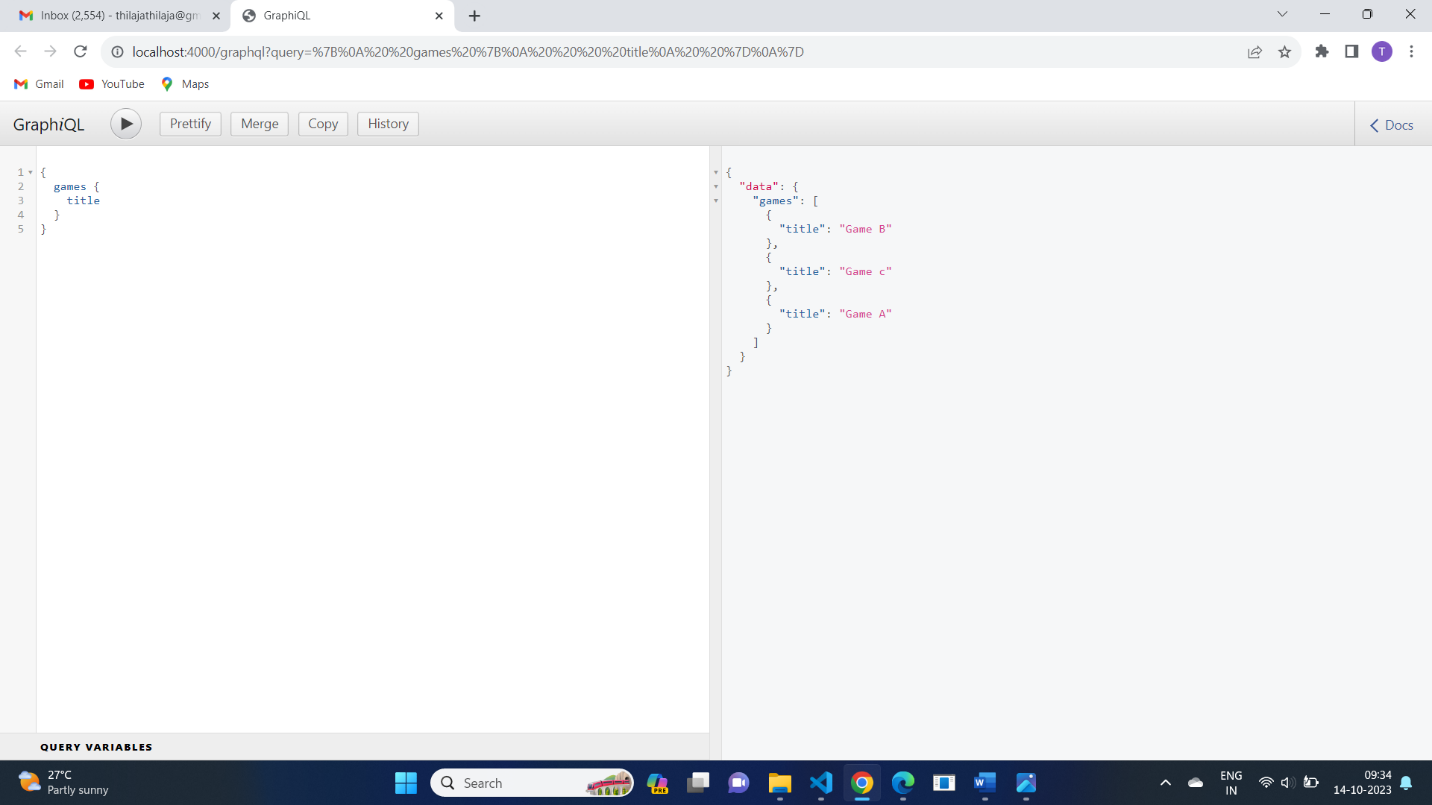 Inbox (2,554) - thilajathilaja@gm
GraphiQL
localhost:4000/graphql?query=%7B%0A%20%20games%20%7B%0A%20%20%20%20title%0A%20%20%7D%0A%7D
T
Gmail YouTube Maps
GraphiQL Prettify Merge Copy History Docs
1 {
2 games {
3 title
4 }
5 }
{
"data": {
"games": [
{
"title": "Game B"
},
{
"title": "Game c"
},
{
"title": "Game A"
}
]
}
}
QUERY VARIABLES
27°C
Partly sunny
Search
PRE
W
ENG
IN
09:34
14-10-2023